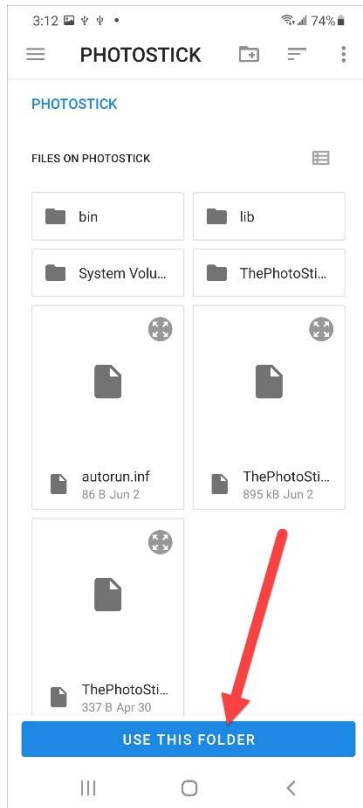 3:12 74%
PHOTOSTICK
PHOTOSTICK
FILES ON PHOTOSTICK
bin
lib
System Volu...
ThePhotoSti...
autorun.inf
86 B Jun 2
ThePhotoSti...
895 kB Jun 2
ThePhotoSti...
337 B Apr 30
USE THIS FOLDER